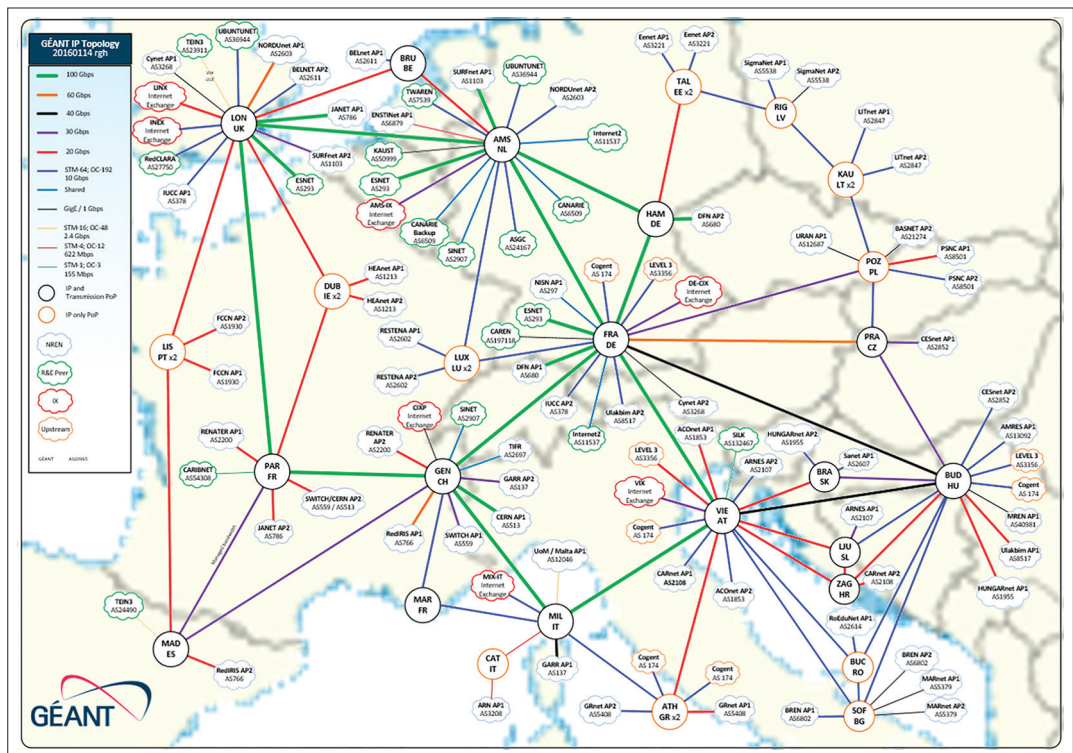 GÉANT IP Topology
20160114 rgh
100 Gbps
60 Gbps
40 Gbps
30 Gbps
20 Gbps
STM-64; OC-192
10 Gbps
Shared
GigE / 1 Gbps
STM-16; OC-48
2.4 Gbps
STM-4; OC-12
622 Mbps
STM-1; OC-3
155 Mbps
IP and
Transmission PoP
IP only PoP
NREN
R&E Peer
IX
Upstream
GÉANT AS20965
TEIN3
AS23911
UBUNTUNET
AS36944
NORDUnet AP1
AS2603
Cynet AP1
AS3268
BELNET AP2
AS2611
LINX
Internet
Exchange
LON
UK
INEX
Internet
Exchange
RedCLARA
AS27750
IUCC AP1
AS378
JANET AP1
AS786
SURFnet AP2
AS1103
ESNET
AS293
BELnet AP1
AS2611
BRU
BE
SURFnet AP1
AS1103
UBUNTUNET
AS36944
NORDUnet AP2
AS2603
TWAREN
AS7539
ENSTINet AP1
AS6879
KAUST
AS50999
ESNET
AS293
AMS-IX
Internet
Exchange
AMS
NL
Internet2
AS11537
CANARIE
AS6509
CANARIE
Backup
AS6509
SINET
AS2907
ASGC
AS24167
Eenet AP1
AS3221
Eenet AP2
AS3221
TAL
EE x2
SigmaNet AP1
AS5538
SigmaNet AP2
AS5538
RIG
LV
LITnet AP1
AS2847
LITnet AP2
AS2847
KAU
LT x2
HAM
DE
DFN AP2
AS680
URAN AP1
AS12687
BASNET AP2
AS21274
PSNC AP1
AS8501
PSNC AP2
AS8501
POZ
PL
HEAnet AP1
AS1213
HEAnet AP2
AS1213
DUB
IE x2
FCCN AP2
AS1930
FCCN AP1
AS1930
LIS
PT x2
NISN AP1
AS297
Cogent
AS 174
LEVEL 3
AS3356
DE-CIX
Internet
Exchange
ESNET
AS293
CAREN
AS197118
FRA
DE
DFN AP1
AS680
IUCC AP2
AS378
Internet2
AS11537
Ulakbim AP2
AS8517
Cynet AP2
AS3268
RESTENA AP1
AS2602
RESTENA AP2
AS2602
LUX
LU x2
PRA
CZ
CESnet AP1
AS2852
RENATER AP1
AS2200
CARIBNET
AS54308
PAR
FR
SWITCH/CERN AP2
AS559 / AS513
JANET AP2
AS786
CIXP
Internet
Exchange
RENATER
AP2
AS2200
SINET
AS2907
TIFR
AS2697
GARR AP2
AS137
GEN
CH
CERN AP1
AS513
RedIRIS AP1
AS766
SWITCH AP1
AS559
ACOnet AP1
AS1853
SILK
AS132467
LEVEL 3
AS3356
ARNES AP2
AS2107
VIX
Internet
Exchange
Cogent
AS 174
VIE
AT
CARnet AP1
AS2108
ACOnet AP2
AS1853
HUNGARnet AP2
AS1955
Sanet AP1
AS2607
BRA
SK
CESnet AP2
AS2852
AMRES AP1
AS13092
LEVEL 3
AS3356
Cogent
AS 174
BUD
HU
MREN AP1
AS40981
Ulakbim AP1
AS8517
HUNGARnet AP1
AS1955
ARNES AP1
AS2107
LJU
SL
CARnet AP2
AS2108
ZAG
HR
UoM / Malta AP1
AS12046
MIX-IT
Internet
Exchange
MIL
IT
GARR AP1
AS137
MAR
FR
CAT
IT
ARN AP1
AS3208
TEIN3
AS24490
MAD
ES
RedIRIS AP2
AS766
Cogent
AS 174
Cogent
AS 174
GRnet AP2
AS5408
ATH
GR x2
GRnet AP1
AS5408
RoEduNet AP1
AS2614
BUC
RO
BREN AP2
AS6802
MARnet AP1
AS5379
MARnet AP2
AS5379
BREN AP1
AS6802
SOF
BG
GÉANT